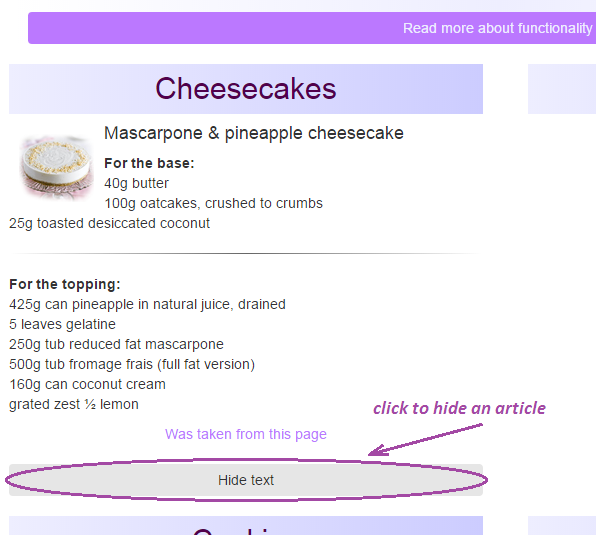 Read more about functionality
Cheesecakes
Mascarpone & pineapple cheesecake
For the base:
40g butter
100g oatcakes, crushed to crumbs
25g toasted desiccated coconut
For the topping:
425g can pineapple in natural juice, drained
5 leaves gelatine
250g tub reduced fat mascarpone
500g tub fromage frais (full fat version)
160g can coconut cream
grated zest ½ lemon
click to hide an article
Was taken from this page
Hide text